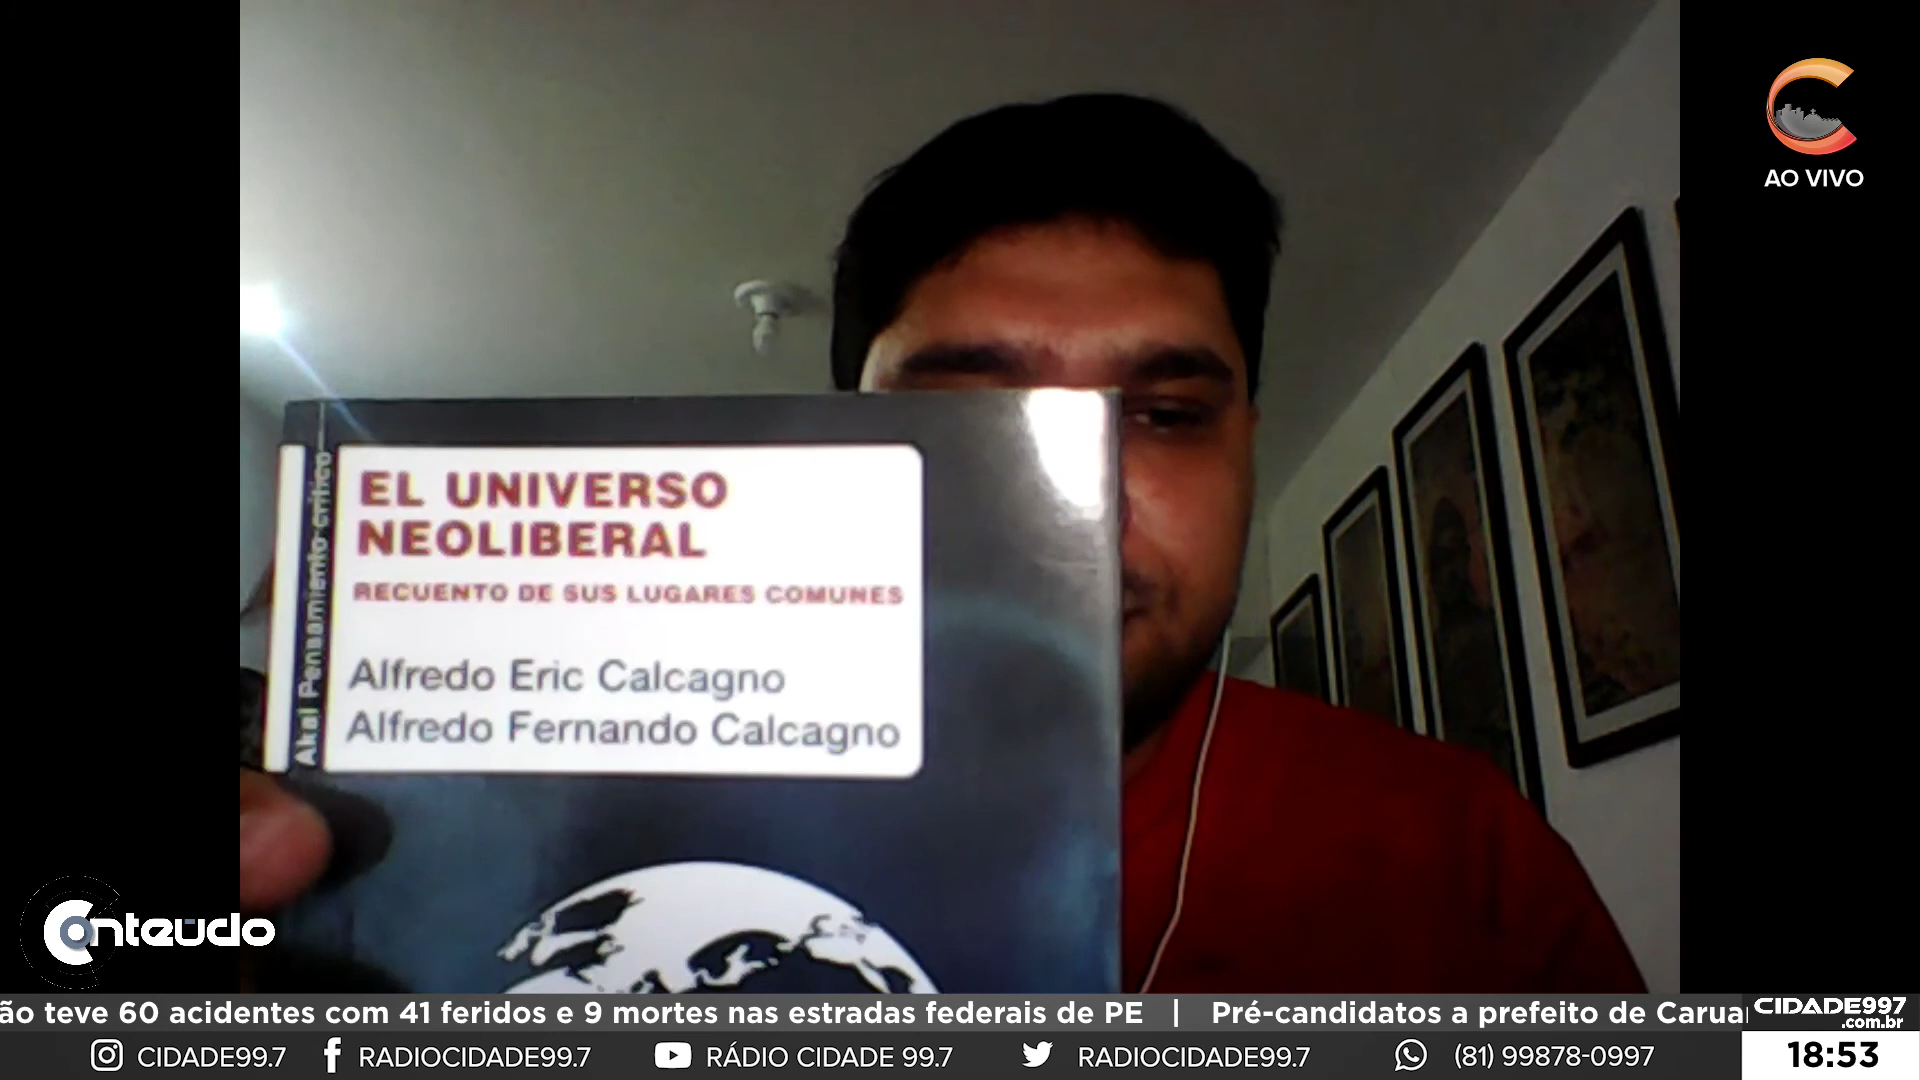 AO VIVO
EL UNIVERSO
NEOLIBERAL
RECUENTO DE SUS LUGARES COMUNES
Alfredo Eric Calcagno
Alfredo Fernando Calcagno
Akal Pensamiento crítico
Conteúdo
ão teve 60 acidentes com 41 feridos e 9 mortes nas estradas federais de PE | Pré-candidatos a prefeito de Carua
CIDADE997
.com.br
CIDADE99.7 RADIOCIDADE99.7 RÁDIO CIDADE 99.7 RADIOCIDADE99.7 (81) 99878-0997
18:53